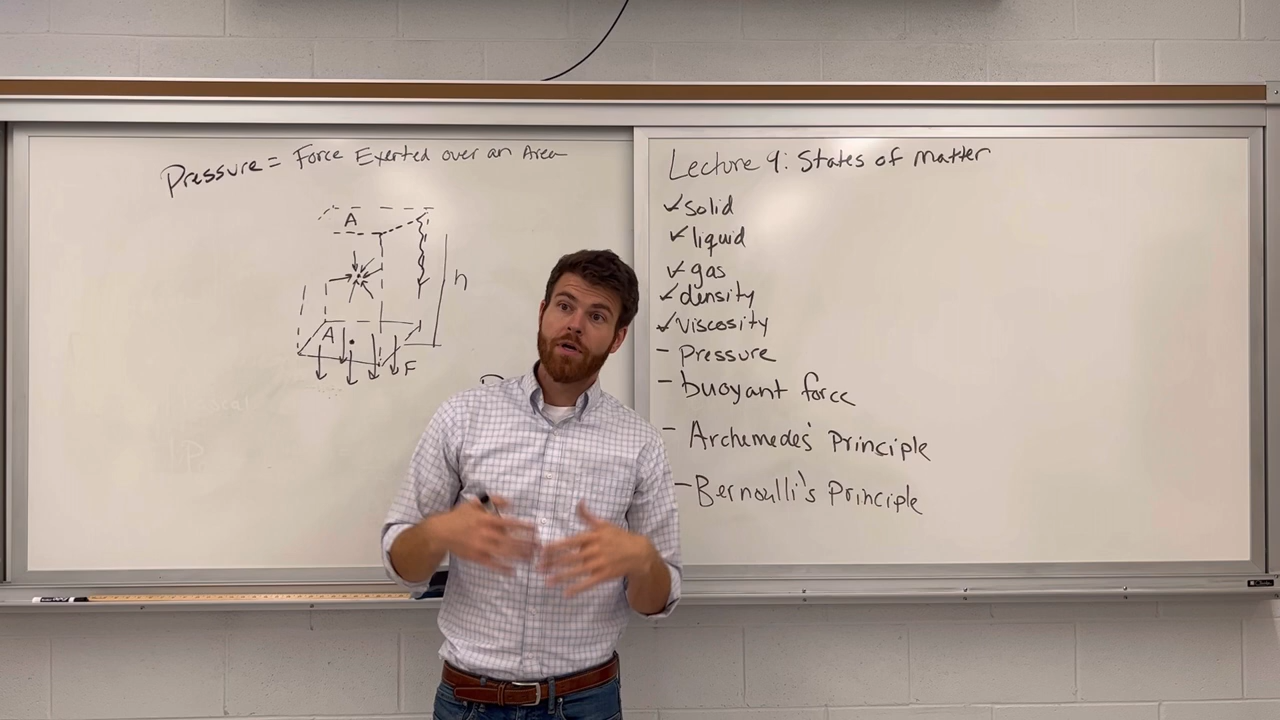 Pressure = Force Exerted over an Area
A
h
A
F
P
Lecture 9: States of matter
✓solid
✓liquid
✓gas
✓density
✓viscosity
- Pressure
- buoyant force
- Archemedes' Principle
- Bernoulli's Principle